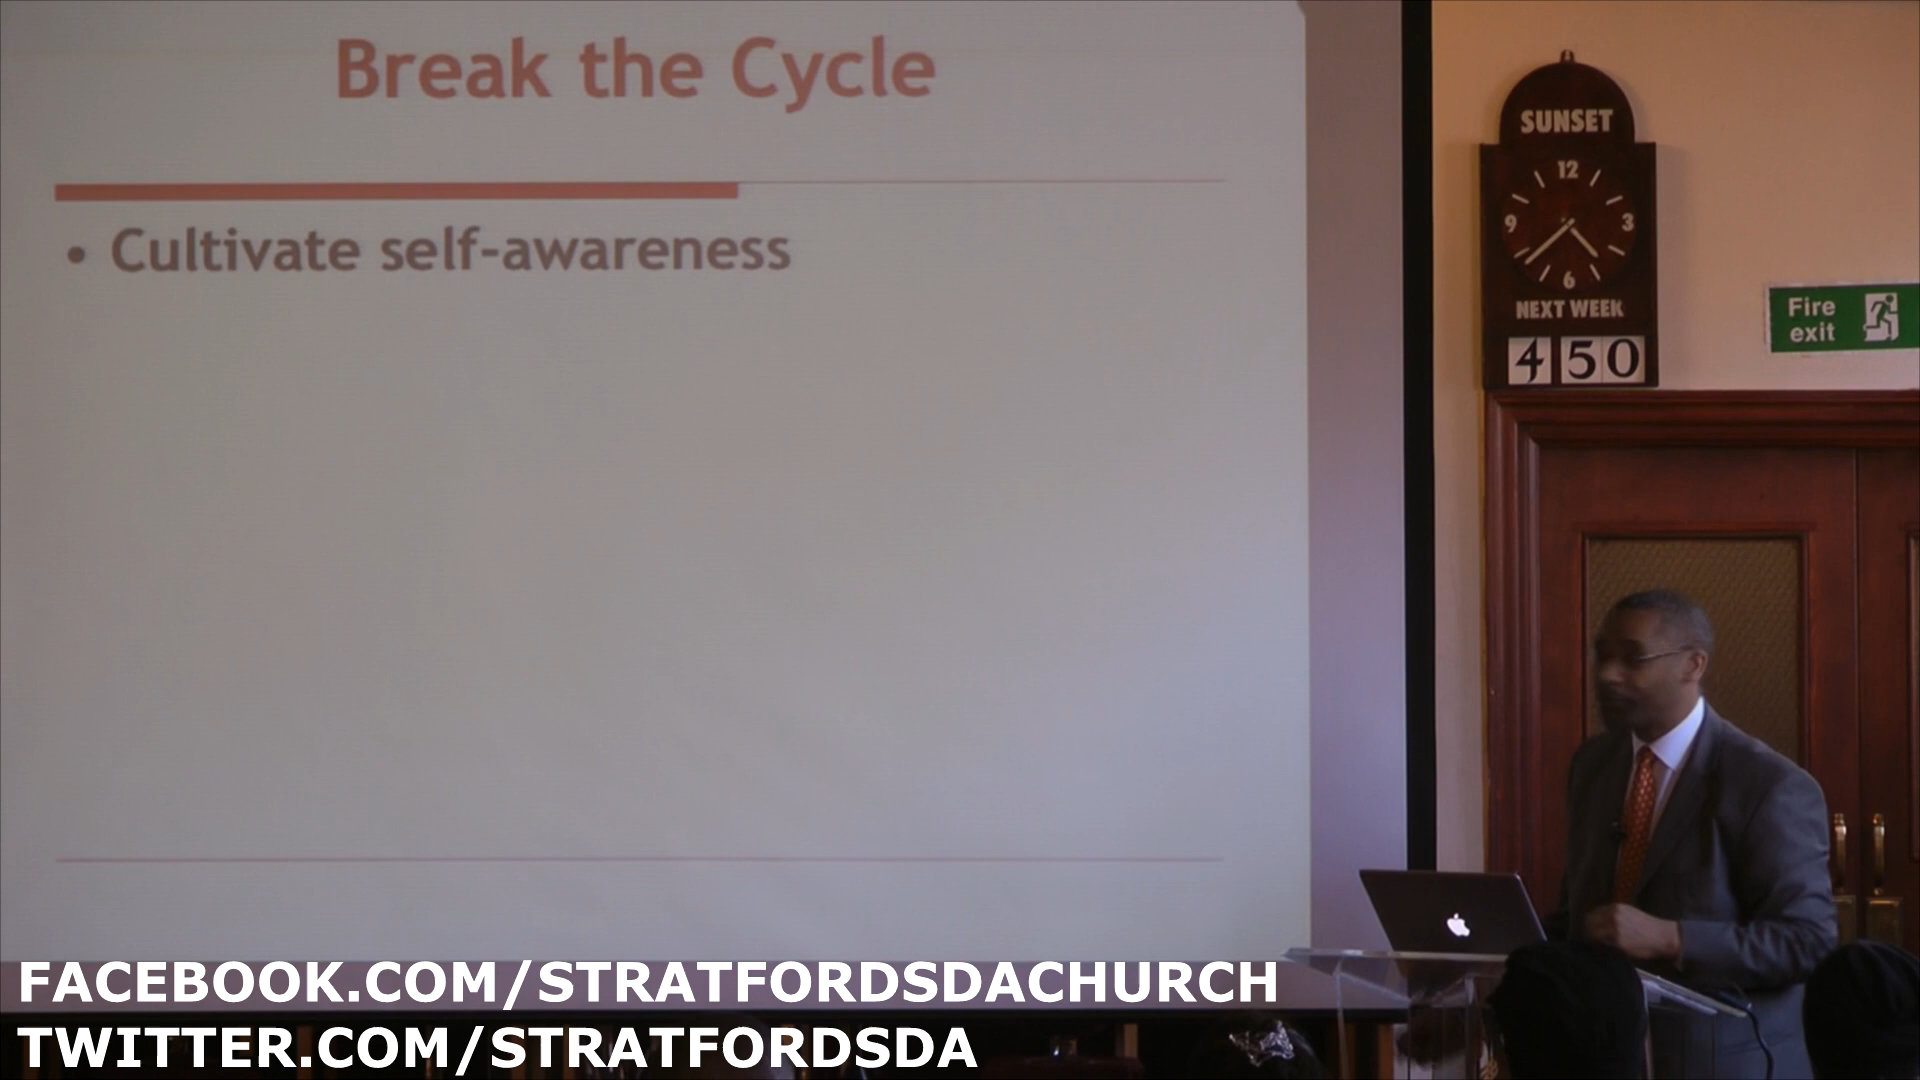 Break the Cycle
• Cultivate self-awareness
SUNSET
12
9
3
6
NEXT WEEK
4 50
Fire
exit
FACEBOOK.COM/STRATFORDSDACHURCH
TWITTER.COM/STRATFORDSDA